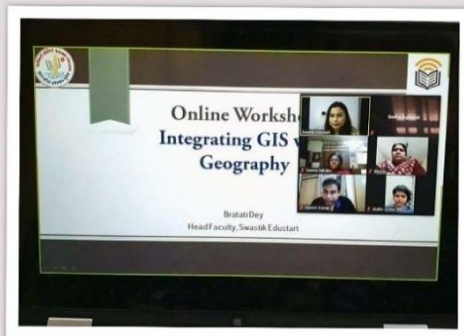 Online Worksh
Integrating GIS
Geography
Bratati Dey
Head Faculty, Swastik Edustart